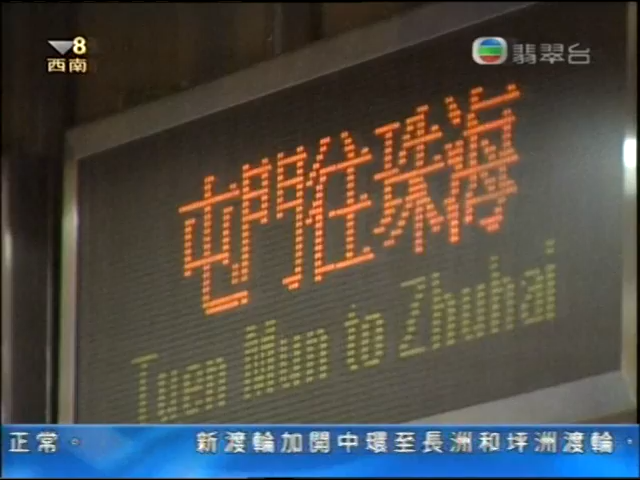 8
西南
翡翠台
屯門往珠海
Tuen Mun to Zhuhai
正常。 新渡輪加開中環至長洲和坪洲渡輪